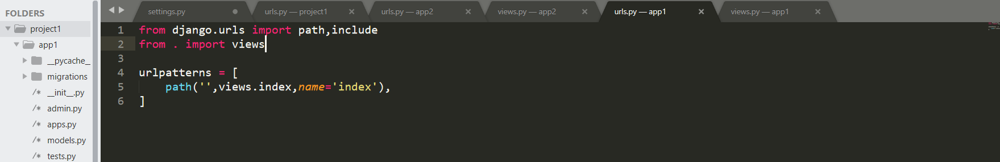 FOLDERS
project1
app1
__pycache_
migrations
__init__.py
admin.py
apps.py
models.py
tests.py
settings.py
urls.py — project1
urls.py — app2
views.py — app2
urls.py — app1
views.py — app1
1 from django.urls import path,include
2 from . import views
3
4 urlpatterns = [
5     path('',views.index,name='index'),
6 ]